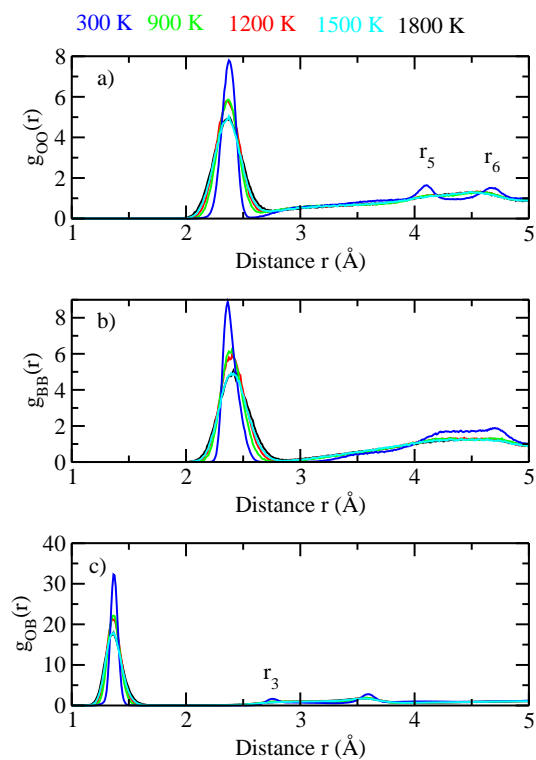 300 K 900 K 1200 K 1500 K 1800 K
a)
g_OO(r)
8
6
4
2
0
r_5 r_6
1 2 3 4 5
Distance r (Å)
b)
g_BB(r)
8
6
4
2
0
1 2 3 4 5
Distance r (Å)
c)
g_OB(r)
40
30
20
10
0
r_3
1 2 3 4 5
Distance r (Å)